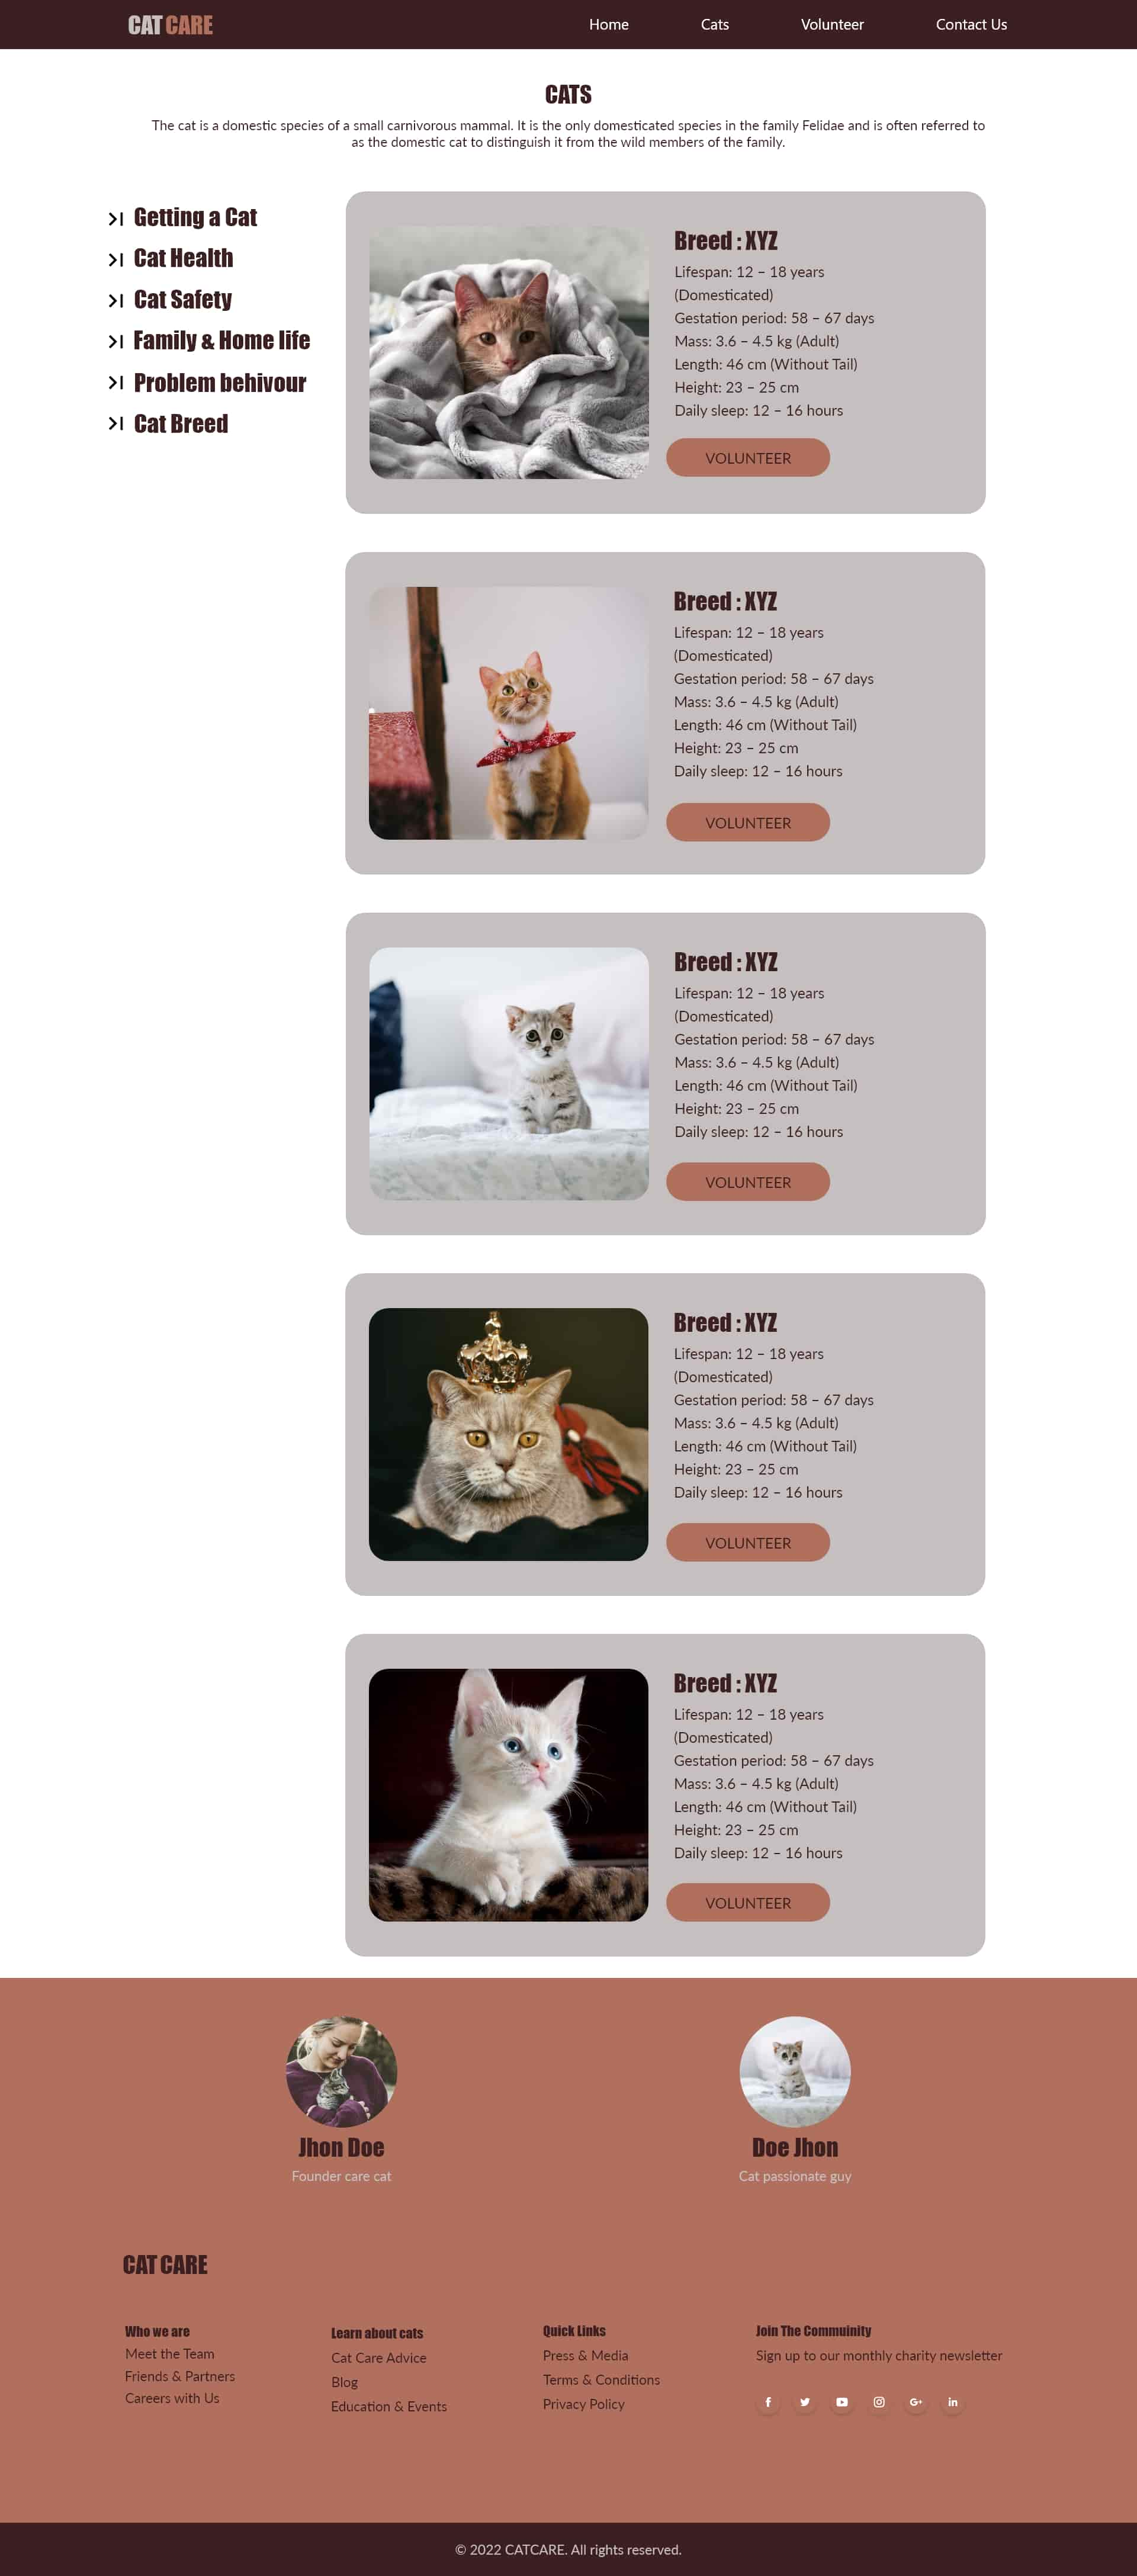 CAT CARE
Home Cats Volunteer Contact Us
CATS
The cat is a domestic species of a small carnivorous mammal. It is the only domesticated species in the family Felidae and is often referred to
as the domestic cat to distinguish it from the wild members of the family.
Getting a Cat
Cat Health
Cat Safety
Family & Home life
Problem behivour
Cat Breed
Breed : XYZ
Lifespan: 12 – 18 years
(Domesticated)
Gestation period: 58 – 67 days
Mass: 3.6 – 4.5 kg (Adult)
Length: 46 cm (Without Tail)
Height: 23 – 25 cm
Daily sleep: 12 – 16 hours
VOLUNTEER
Breed : XYZ
Lifespan: 12 – 18 years
(Domesticated)
Gestation period: 58 – 67 days
Mass: 3.6 – 4.5 kg (Adult)
Length: 46 cm (Without Tail)
Height: 23 – 25 cm
Daily sleep: 12 – 16 hours
VOLUNTEER
Breed : XYZ
Lifespan: 12 – 18 years
(Domesticated)
Gestation period: 58 – 67 days
Mass: 3.6 – 4.5 kg (Adult)
Length: 46 cm (Without Tail)
Height: 23 – 25 cm
Daily sleep: 12 – 16 hours
VOLUNTEER
Breed : XYZ
Lifespan: 12 – 18 years
(Domesticated)
Gestation period: 58 – 67 days
Mass: 3.6 – 4.5 kg (Adult)
Length: 46 cm (Without Tail)
Height: 23 – 25 cm
Daily sleep: 12 – 16 hours
VOLUNTEER
Breed : XYZ
Lifespan: 12 – 18 years
(Domesticated)
Gestation period: 58 – 67 days
Mass: 3.6 – 4.5 kg (Adult)
Length: 46 cm (Without Tail)
Height: 23 – 25 cm
Daily sleep: 12 – 16 hours
VOLUNTEER
Jhon Doe
Founder care cat
Doe Jhon
Cat passionate guy
CAT CARE
Who we are
Meet the Team
Friends & Partners
Careers with Us
Learn about cats
Cat Care Advice
Blog
Education & Events
Quick Links
Press & Media
Terms & Conditions
Privacy Policy
Join The Commuinity
Sign up to our monthly charity newsletter
© 2022 CATCARE. All rights reserved.